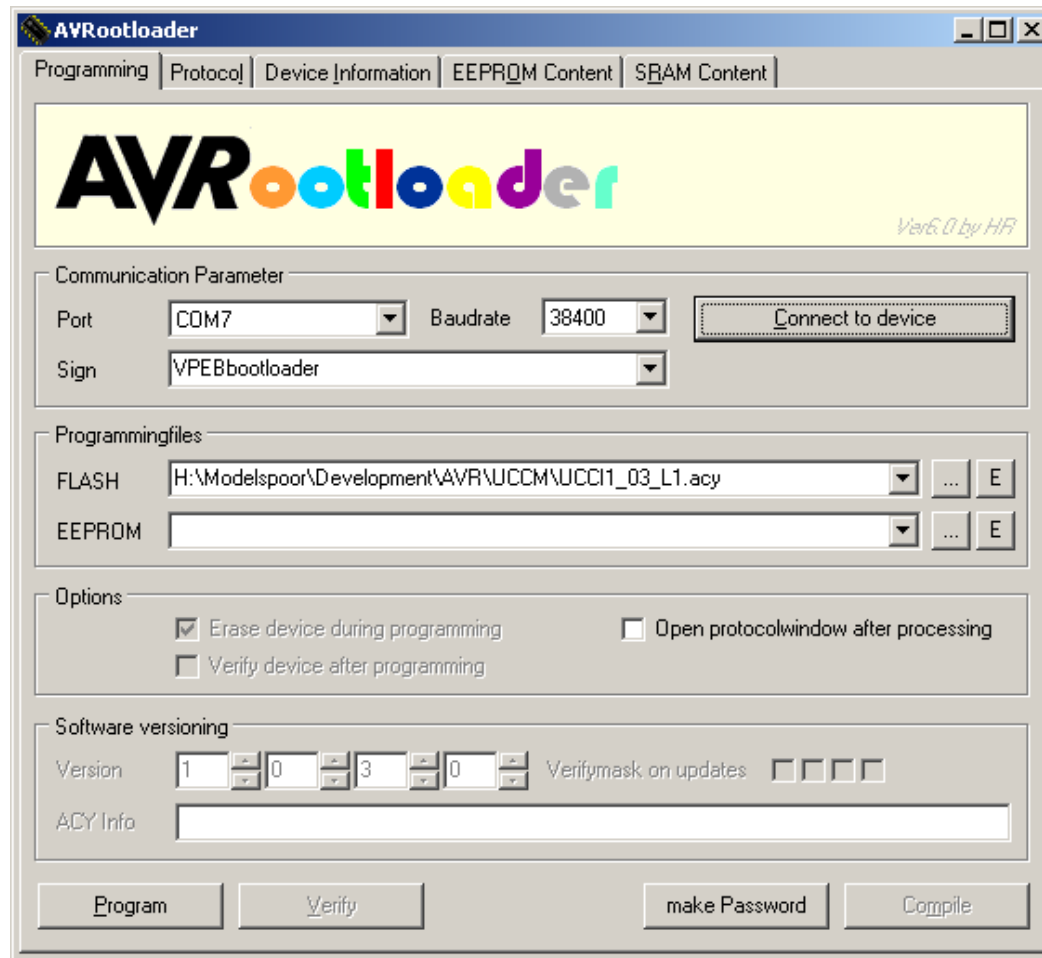 AVRootloader
Programming Protocol Device Information EEPROM Content SRAM Content
AVRootloader
Ver6.0 by HR
Communication Parameter
Port COM7 Baudrate 38400 Connect to device
Sign VPEBbootloader
Programmingfiles
FLASH H:\Modelspoor\Development\AVR\UCCM\UCCI1_03_L1.acy ... E
EEPROM ... E
Options
Erase device during programming Open protocolwindow after processing
Verify device after programming
Software versioning
Version 1 0 3 0 Verifymask on updates
ACY Info
Program Verify make Password Compile